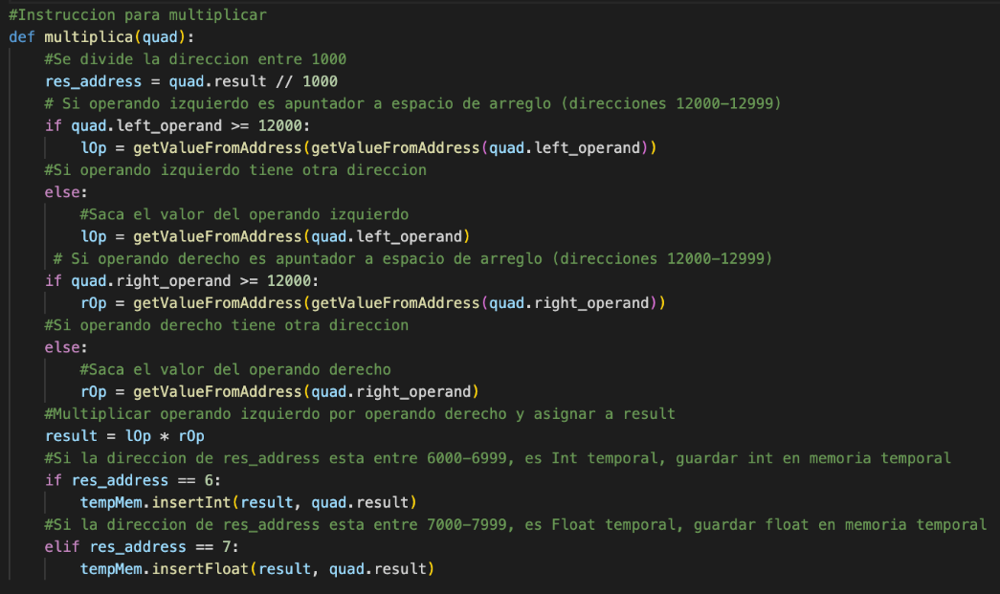 #Instruccion para multiplicar
def multiplica(quad):
    #Se divide la direccion entre 1000
    res_address = quad.result // 1000
    # Si operando izquierdo es apuntador a espacio de arreglo (direcciones 12000-12999)
    if quad.left_operand >= 12000:
        lOp = getValueFromAddress(getValueFromAddress(quad.left_operand))
    #Si operando izquierdo tiene otra direccion
    else:
        #Saca el valor del operando izquierdo
        lOp = getValueFromAddress(quad.left_operand)
     # Si operando derecho es apuntador a espacio de arreglo (direcciones 12000-12999)
    if quad.right_operand >= 12000:
        rOp = getValueFromAddress(getValueFromAddress(quad.right_operand))
    #Si operando derecho tiene otra direccion
    else:
        #Saca el valor del operando derecho
        rOp = getValueFromAddress(quad.right_operand)
    #Multiplicar operando izquierdo por operando derecho y asignar a result
    result = lOp * rOp
    #Si la direccion de res_address esta entre 6000-6999, es Int temporal, guardar int en memoria temporal
    if res_address == 6:
        tempMem.insertInt(result, quad.result)
    #Si la direccion de res_address esta entre 7000-7999, es Float temporal, guardar float en memoria temporal
    elif res_address == 7:
        tempMem.insertFloat(result, quad.result)